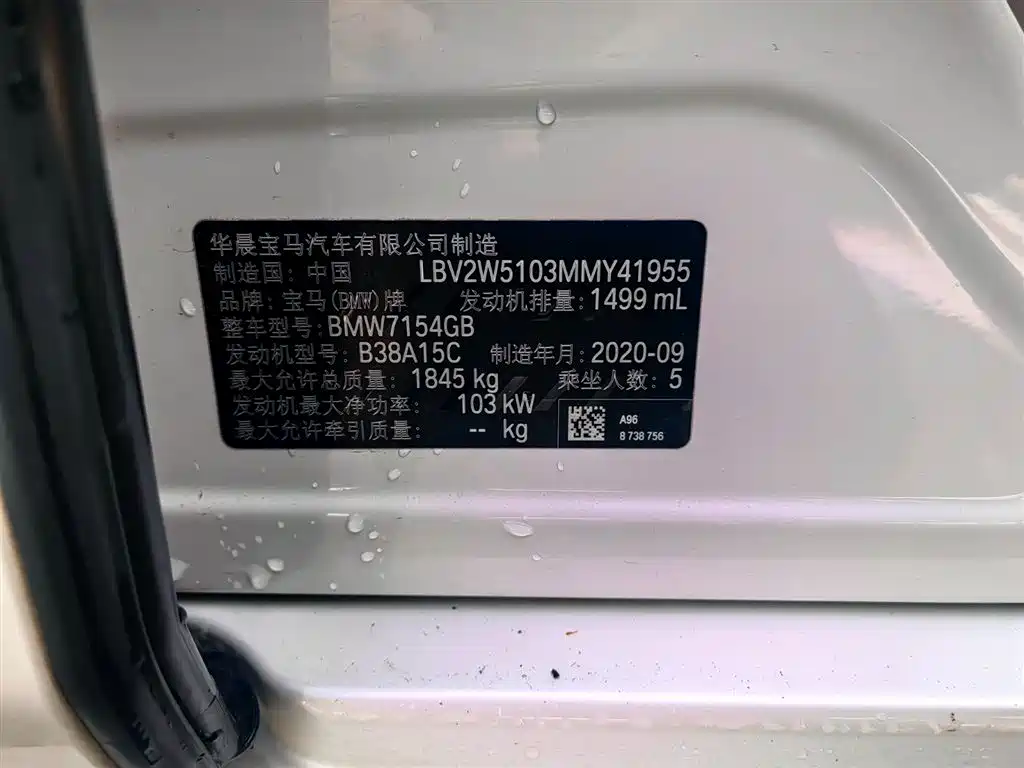 华晨宝马汽车有限公司制造
制造国: 中国 LBV2W5103MMY41955
品牌: 宝马(BMW)牌 发动机排量: 1499 mL
整车型号: BMW7154GB
发动机型号: B38A15C 制造年月: 2020-09
最大允许总质量: 1845 kg 乘坐人数: 5
发动机最大净功率: 103 kW
最大允许牵引质量: -- kg
A96
8 738 756